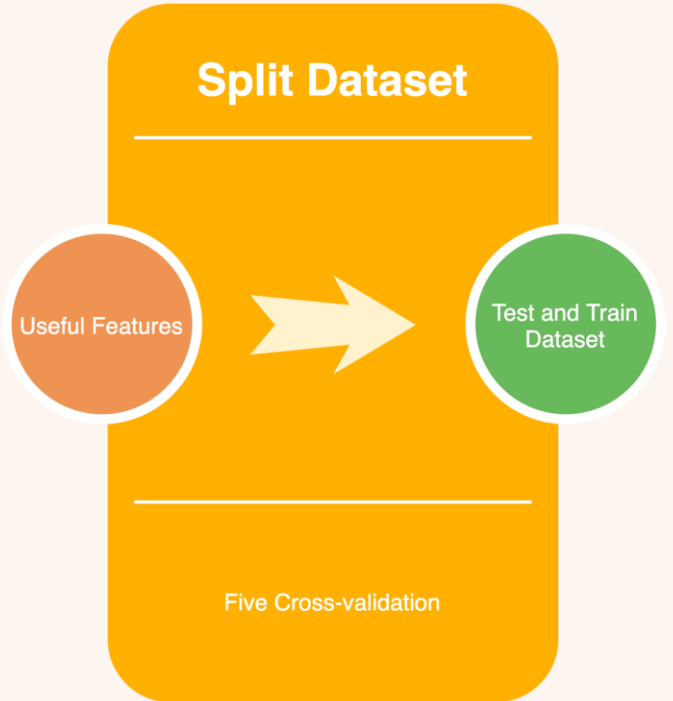 Split Dataset
Useful Features
Test and Train
Dataset
Five Cross-validation